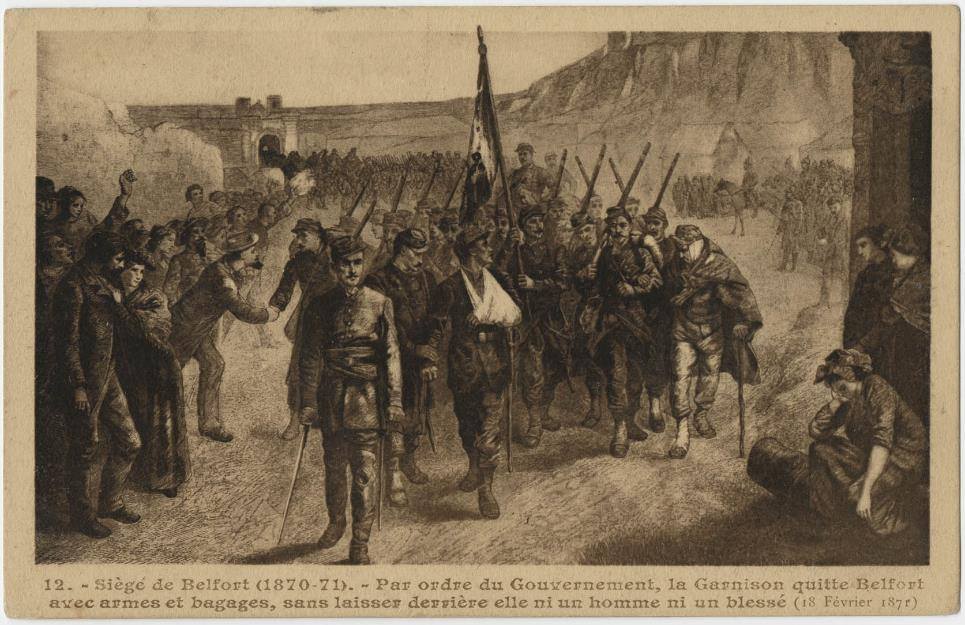 12. - Siège de Belfort (1870-71). - Par ordre du Gouvernement, la Garnison quitte Belfort
avec armes et bagages, sans laisser derrière elle ni un homme ni un blessé (18 Février 1871)